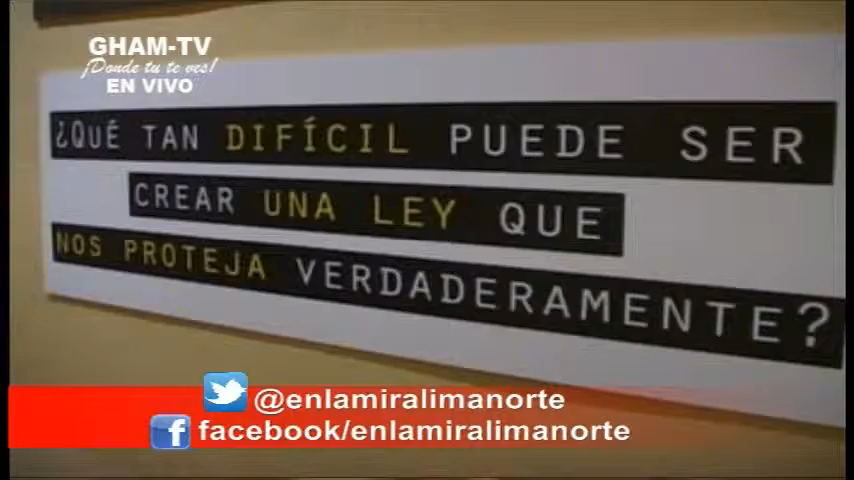 GHAM-TV
¡Donde tu te ves!
EN VIVO
¿QUÉ TAN DIFÍCIL PUEDE SER
CREAR UNA LEY QUE
NOS PROTEJA VERDADERAMENTE?
@enlamiralimanorte
facebook/enlamiralimanorte